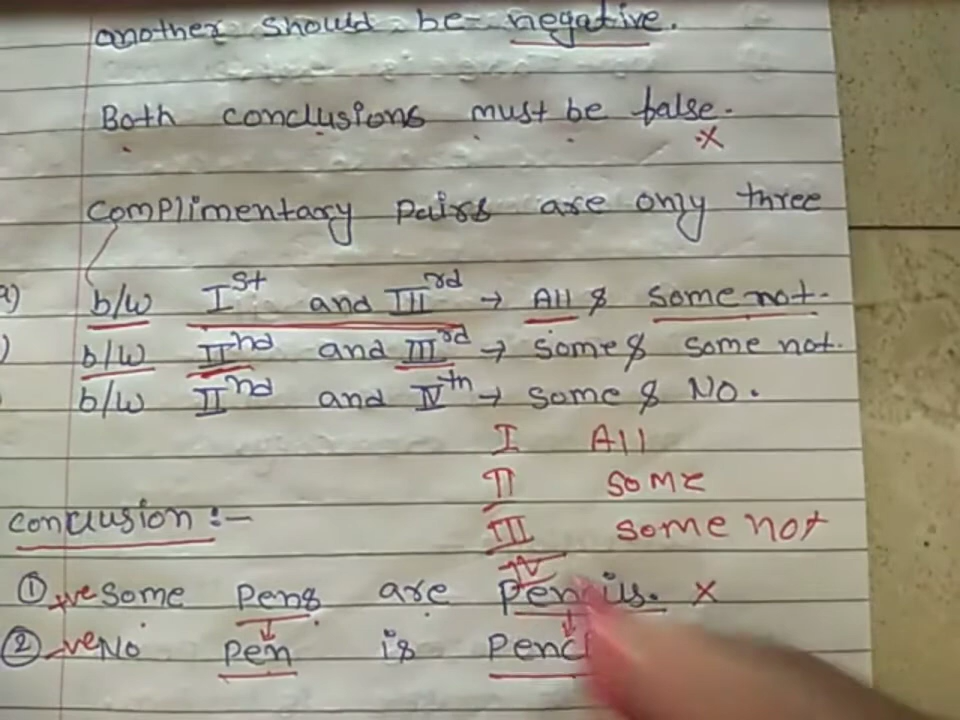 another should be negative.
Both conclusions must be false.
x
Complimentary pairs are only three
a) b/w Ist and IIIrd → All & some not.
) b/w IInd and IIIrd → some & some not.
b/w IInd and IVth → some & No.
I All
II some
III some not
IV
conclusion :-
① +ve Some Pens are pencils. x
② -ve No pen is